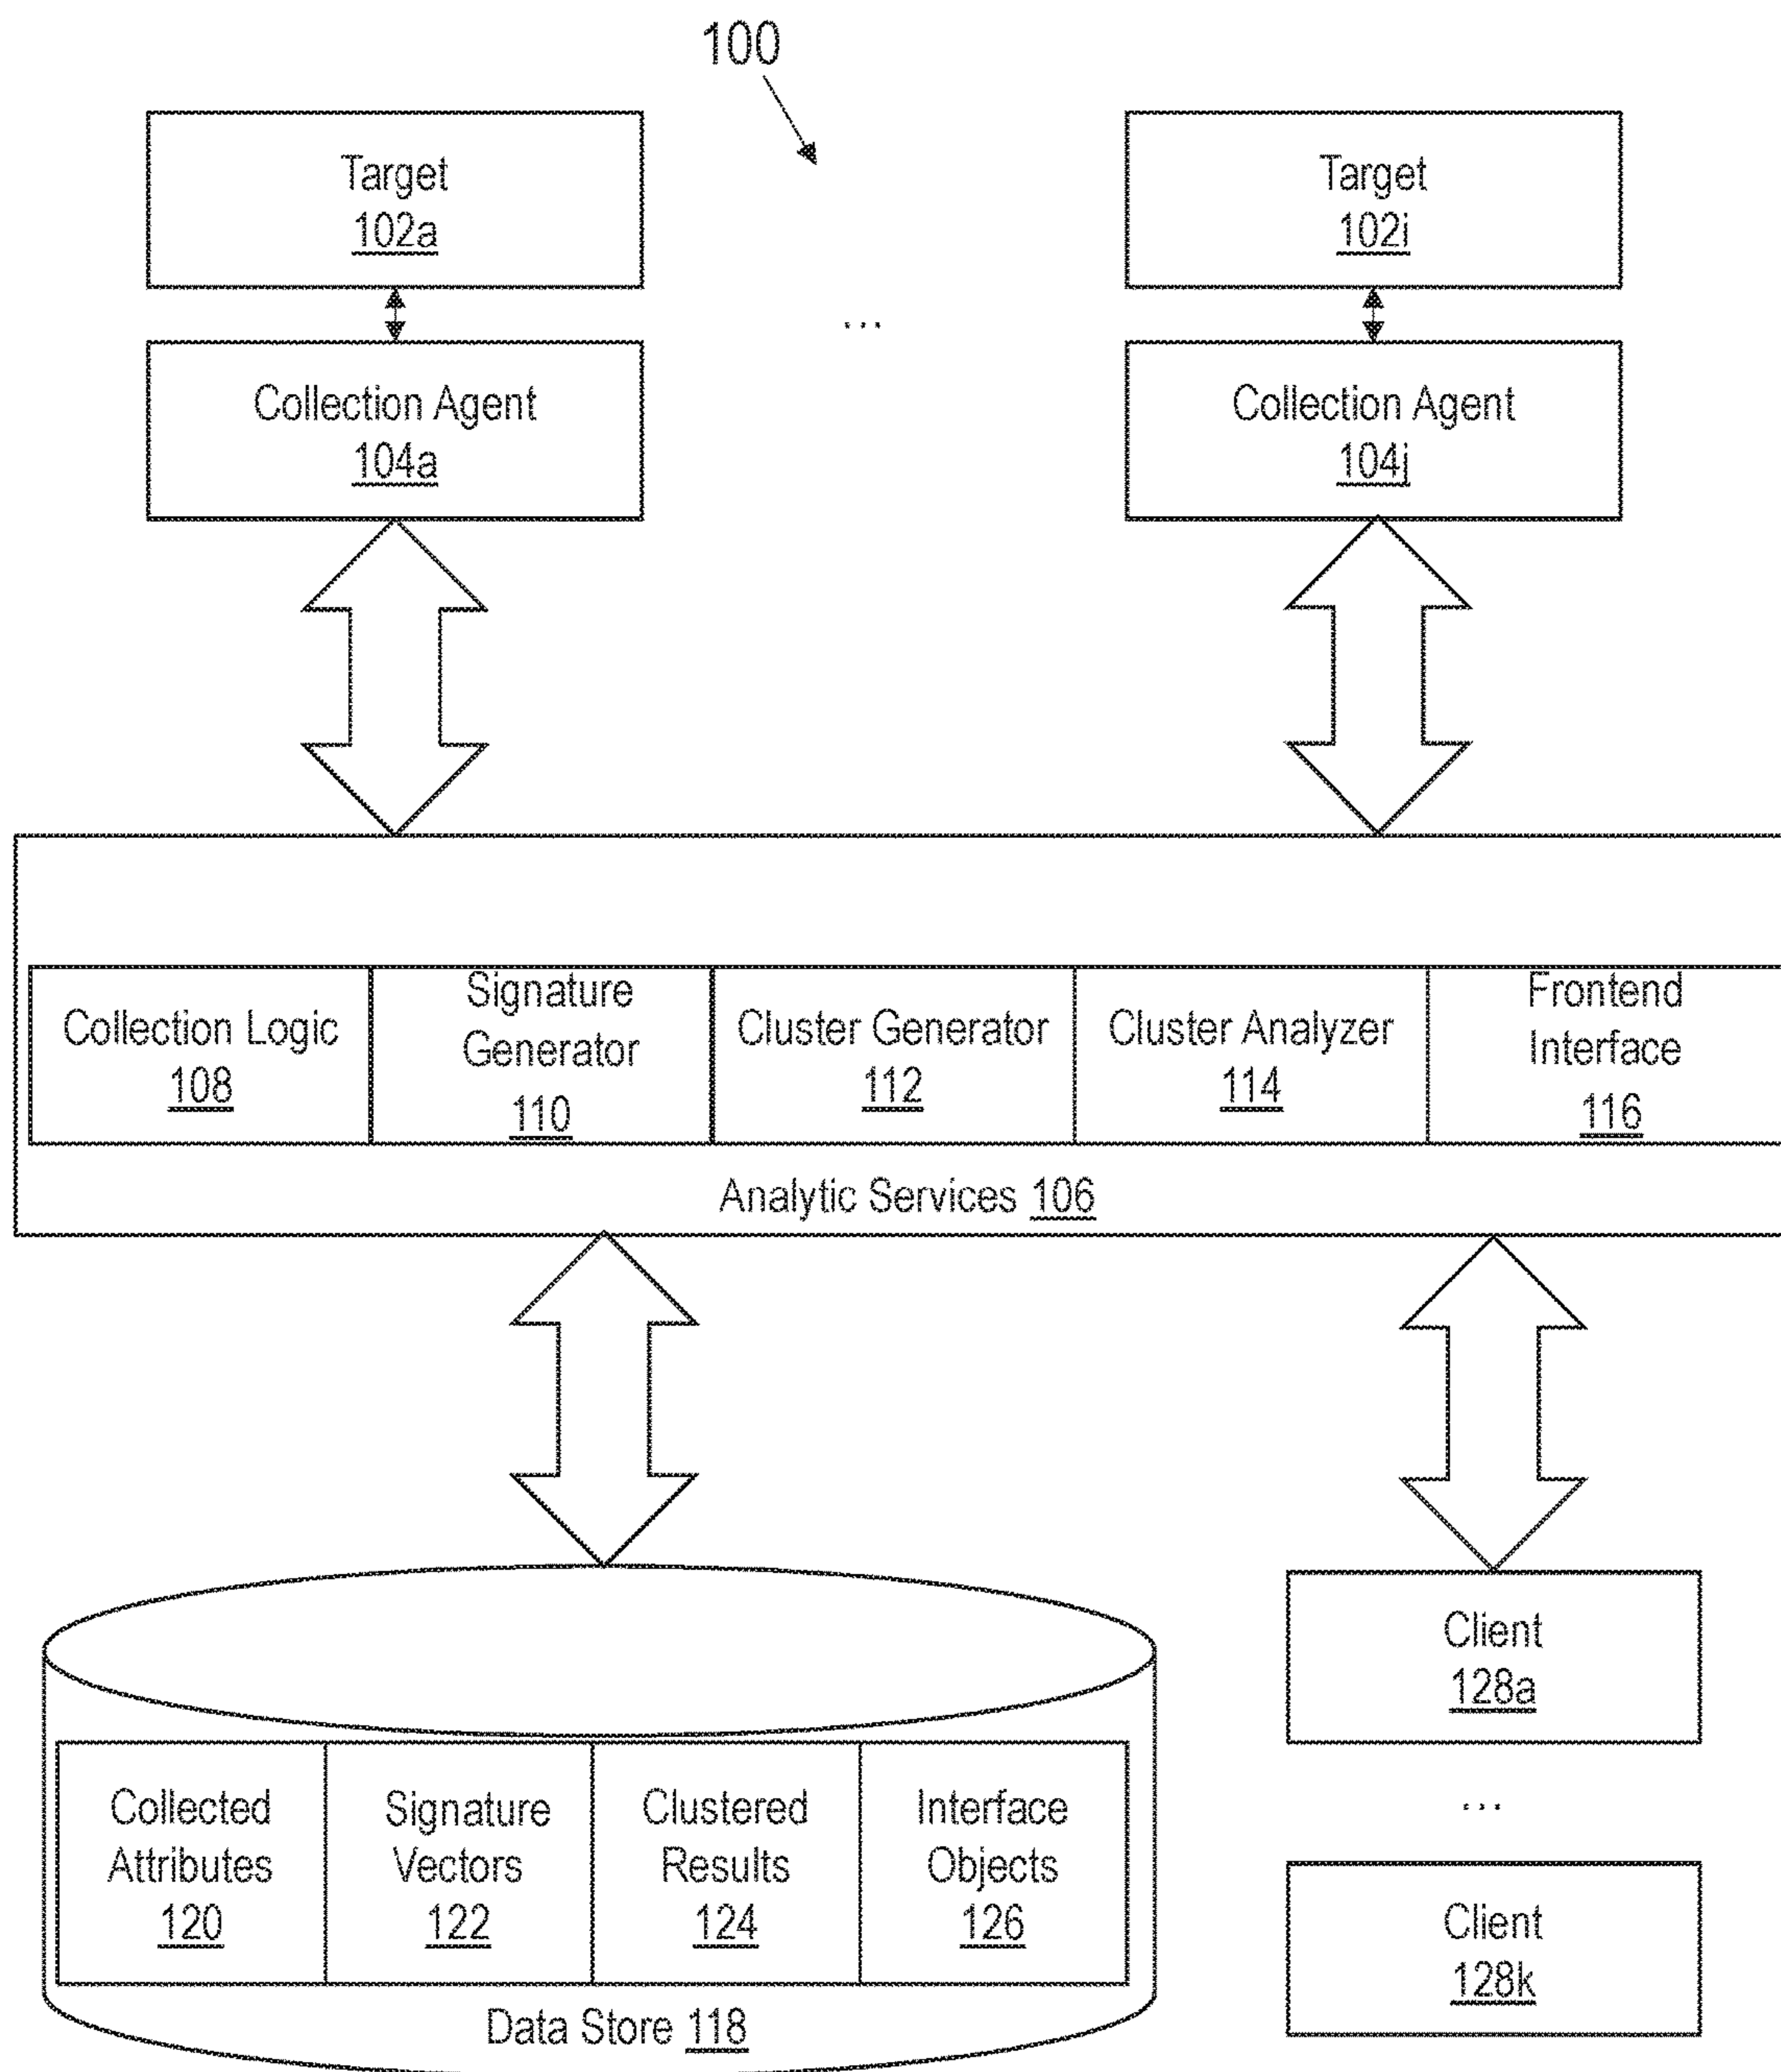 100
Target
102a
Target
102i
...
Collection Agent
104a
Collection Agent
104j
Collection Logic
108
Signature
Generator
110
Cluster Generator
112
Cluster Analyzer
114
Frontend
Interface
116
Analytic Services 106
Collected
Attributes
120
Signature
Vectors
122
Clustered
Results
124
Interface
Objects
126
Data Store 118
Client
128a
...
Client
128k